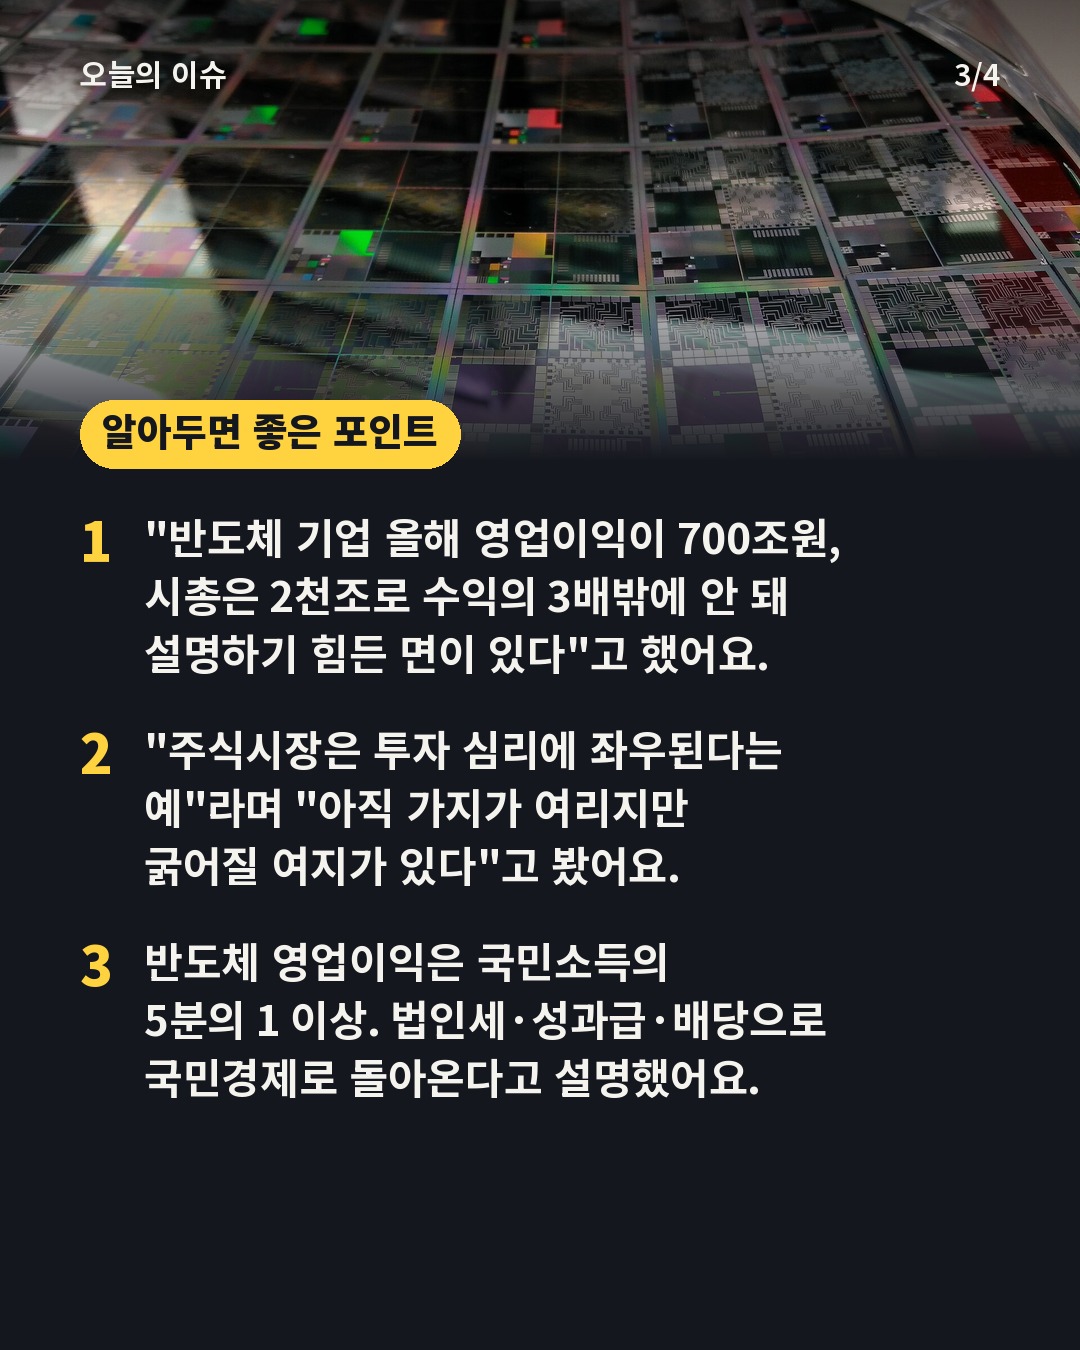 오늘의 이슈
3/4
알아두면 좋은 포인트
1 "반도체 기업 올해 영업이익이 700조원,
시총은 2천조로 수익의 3배밖에 안 돼
설명하기 힘든 면이 있다"고 했어요.
2 "주식시장은 투자 심리에 좌우된다는
예"라며 "아직 가지가 여리지만
굵어질 여지가 있다"고 봤어요.
3 반도체 영업이익은 국민소득의
5분의 1 이상. 법인세·성과급·배당으로
국민경제로 돌아온다고 설명했어요.